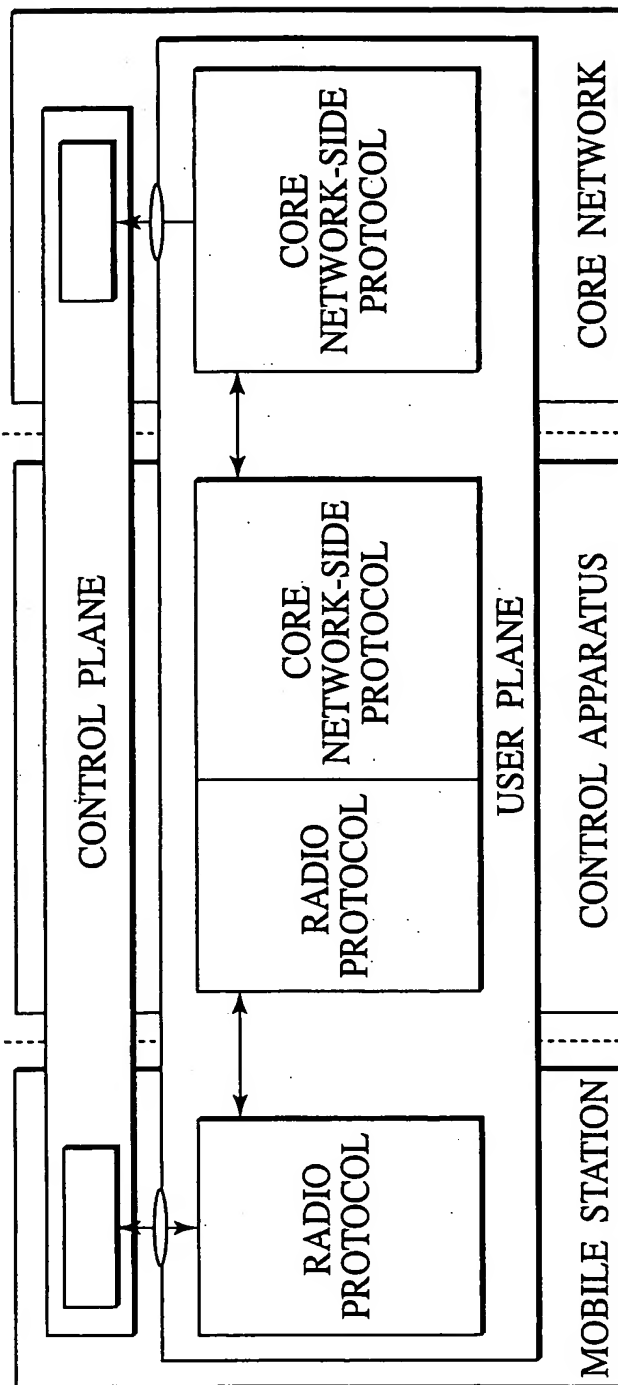 CONTROL PLANE
RADIO
PROTOCOL
RADIO
PROTOCOL
CORE
NETWORK-SIDE
PROTOCOL
CORE
NETWORK-SIDE
PROTOCOL
USER PLANE
MOBILE STATION
CONTROL APPARATUS
CORE NETWORK